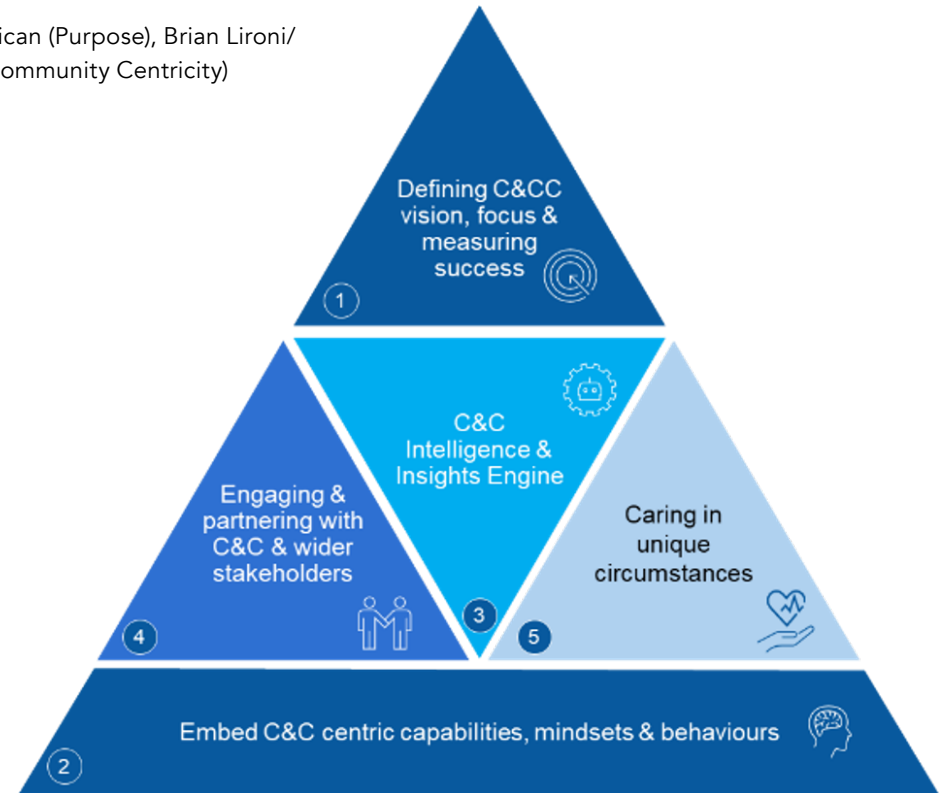 ican (Purpose), Brian Lironi/
ommunity Centricity)
Defining C&CC
vision, focus &
measuring
success
1
C&C
Intelligence &
Insights Engine
3
Engaging &
partnering with
C&C & wider
stakeholders
4
Caring in
unique
circumstances
5
Embed C&C centric capabilities, mindsets & behaviours
2